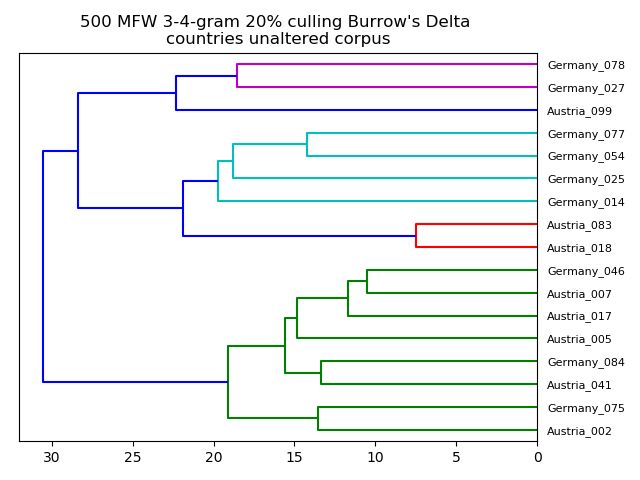 500 MFW 3-4-gram 20% culling Burrow's Delta
countries unaltered corpus
Germany_078
Germany_027
Austria_099
Germany_077
Germany_054
Germany_025
Germany_014
Austria_083
Austria_018
Germany_046
Austria_007
Austria_017
Austria_005
Germany_084
Austria_041
Germany_075
Austria_002
30 25 20 15 10 5 0